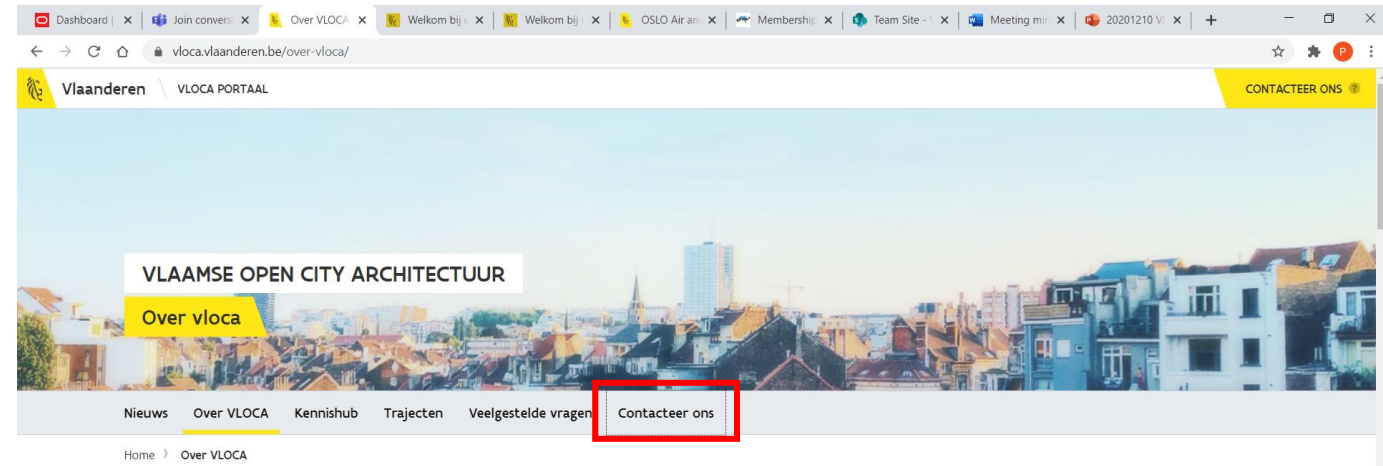 Dashboard |
Join convers
Over VLOCA
Welkom bij
Welkom bij
OSLO Air an
Membership
Team Site -
Meeting min
20201210 Vl
vloca.vlaanderen.be/over-vloca/
P
Vlaanderen
VLOCA PORTAAL
CONTACTEER ONS ?
VLAAMSE OPEN CITY ARCHITECTUUR
Over vloca
Nieuws Over VLOCA Kennishub Trajecten Veelgestelde vragen Contacteer ons
Home > Over VLOCA